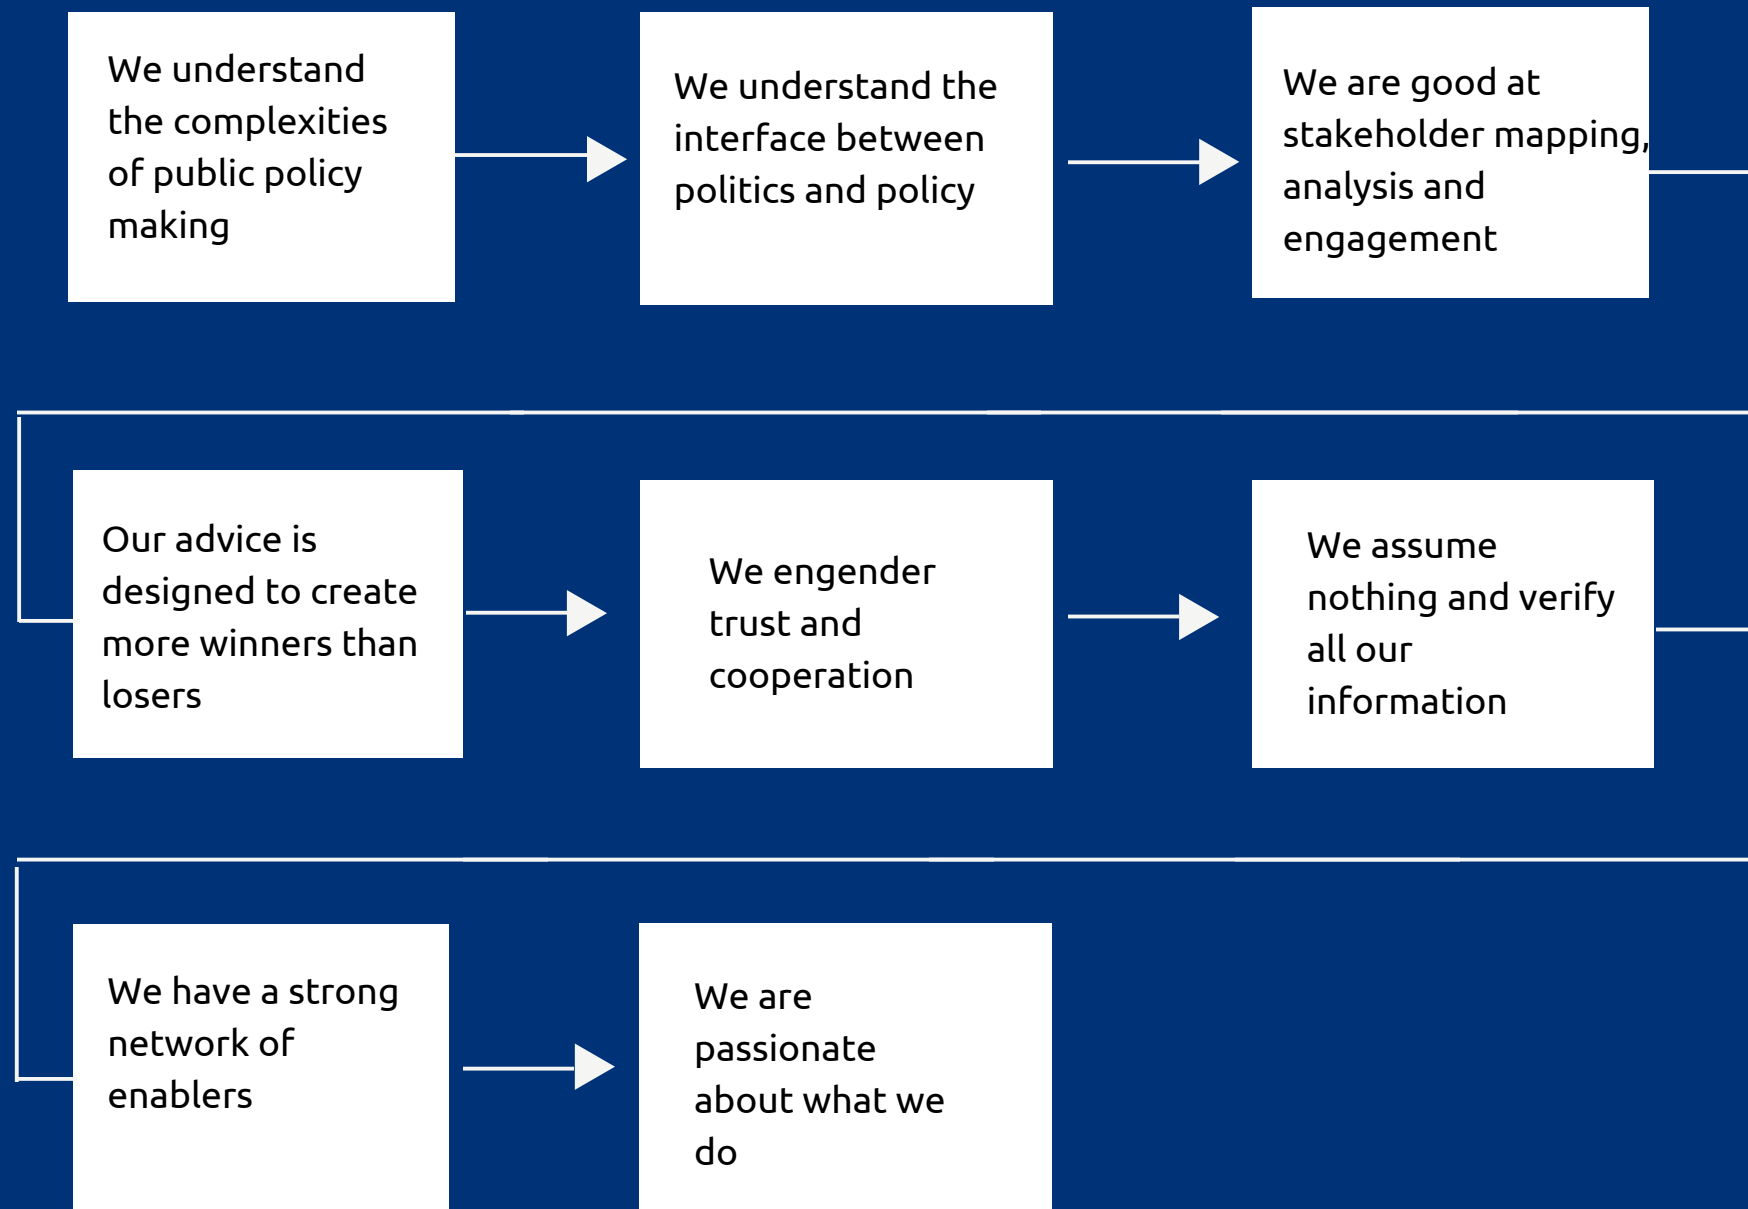 We understand
the complexities
of public policy
making
We understand the
interface between
politics and policy
We are good at
stakeholder mapping,
analysis and
engagement
Our advice is
designed to create
more winners than
losers
We engender
trust and
cooperation
We assume
nothing and verify
all our
information
We have a strong
network of
enablers
We are
passionate
about what we
do